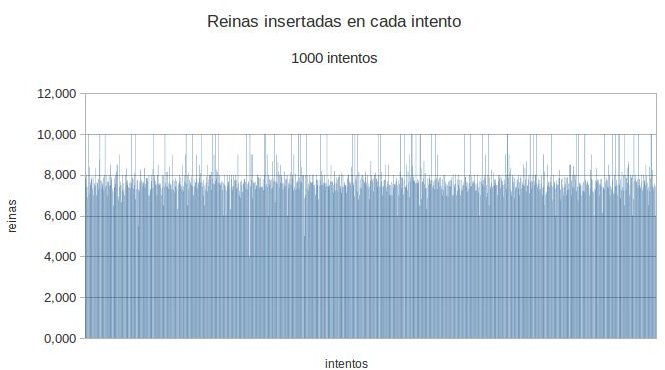 Reinas insertadas en cada intento
1000 intentos
12,000
10,000
8,000
6,000
4,000
2,000
0,000
reinas
intentos